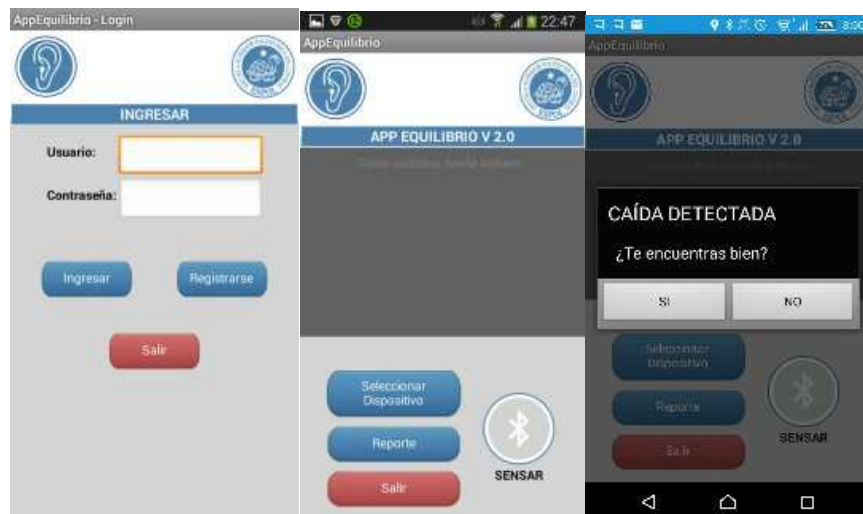 AppEquilibrio - Login
INGRESAR
Usuario:
Contraseña:
Ingresar
Registrarse
Salir
22:47
AppEquilibrio
APP EQUILIBRIO V 2.0
Seleccionar
Dispositivo
Reporte
Salir
SENSAR
AppEquilibrio
APP EQUILIBRIO V 2.0
CAÍDA DETECTADA
¿Te encuentras bien?
SI
NO
Seleccionar
Dispositivo
Reporte
Salir
SENSAR